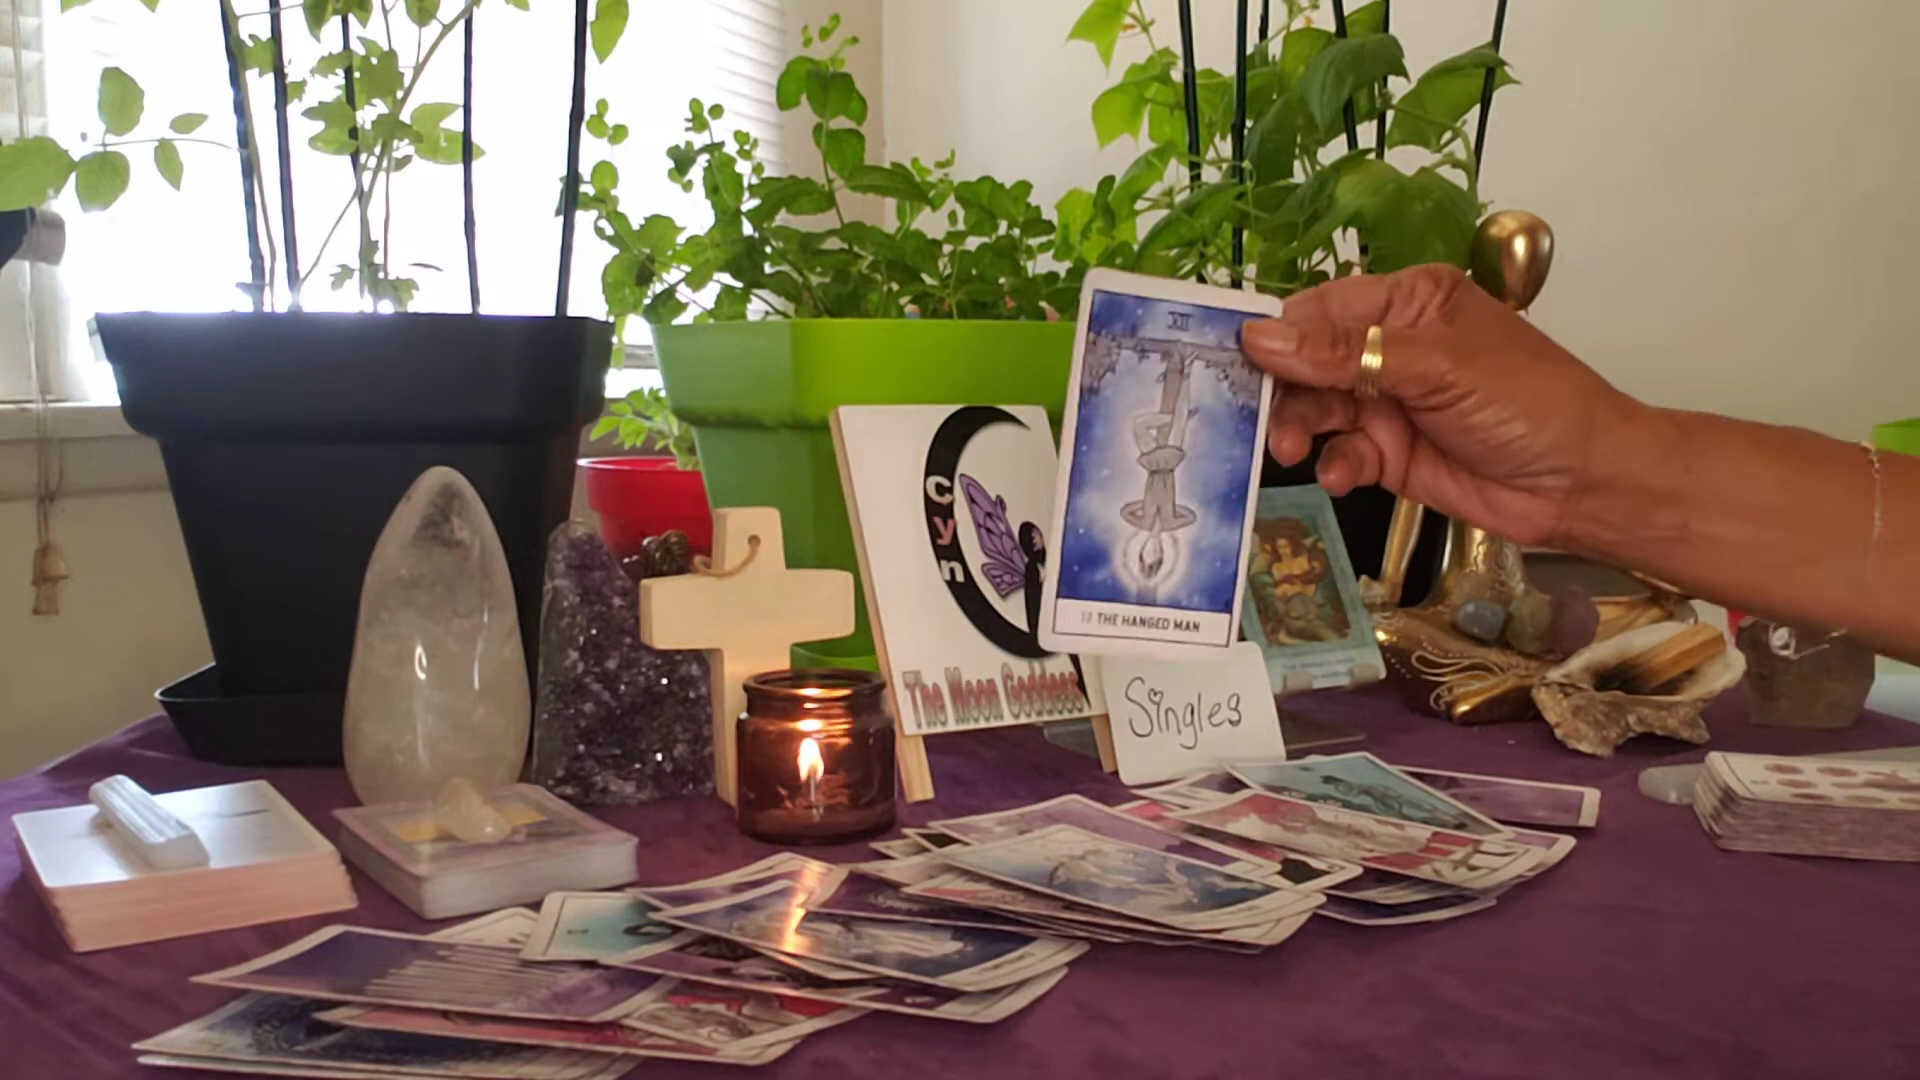 XII
12 THE HANGED MAN
Cyn
The Moon Goddess
Singles